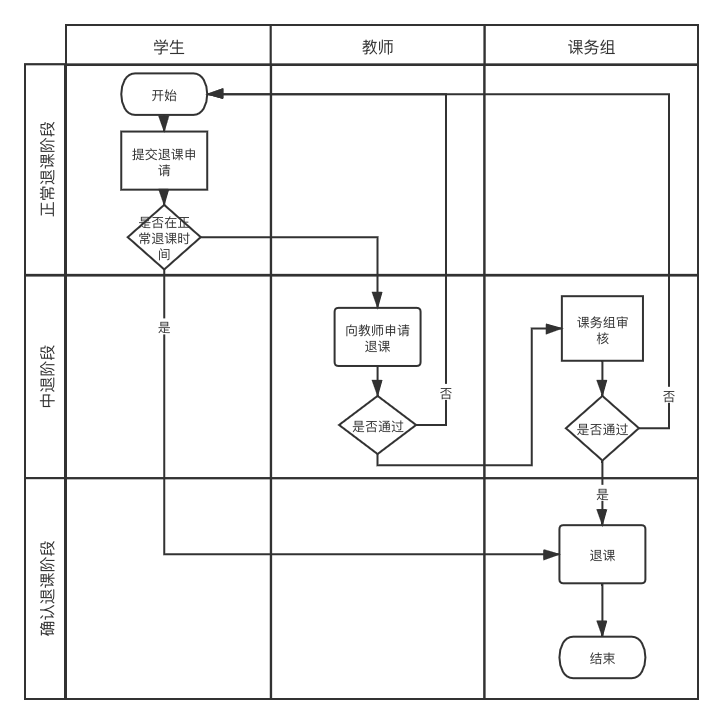 学生
教师
课务组
正常退课阶段
开始
提交退课申
请
是否在正
常退课时
间
中退阶段
是
向教师申请
退课
否
是否通过
课务组审
核
否
是否通过
确认退课阶段
是
退课
结束